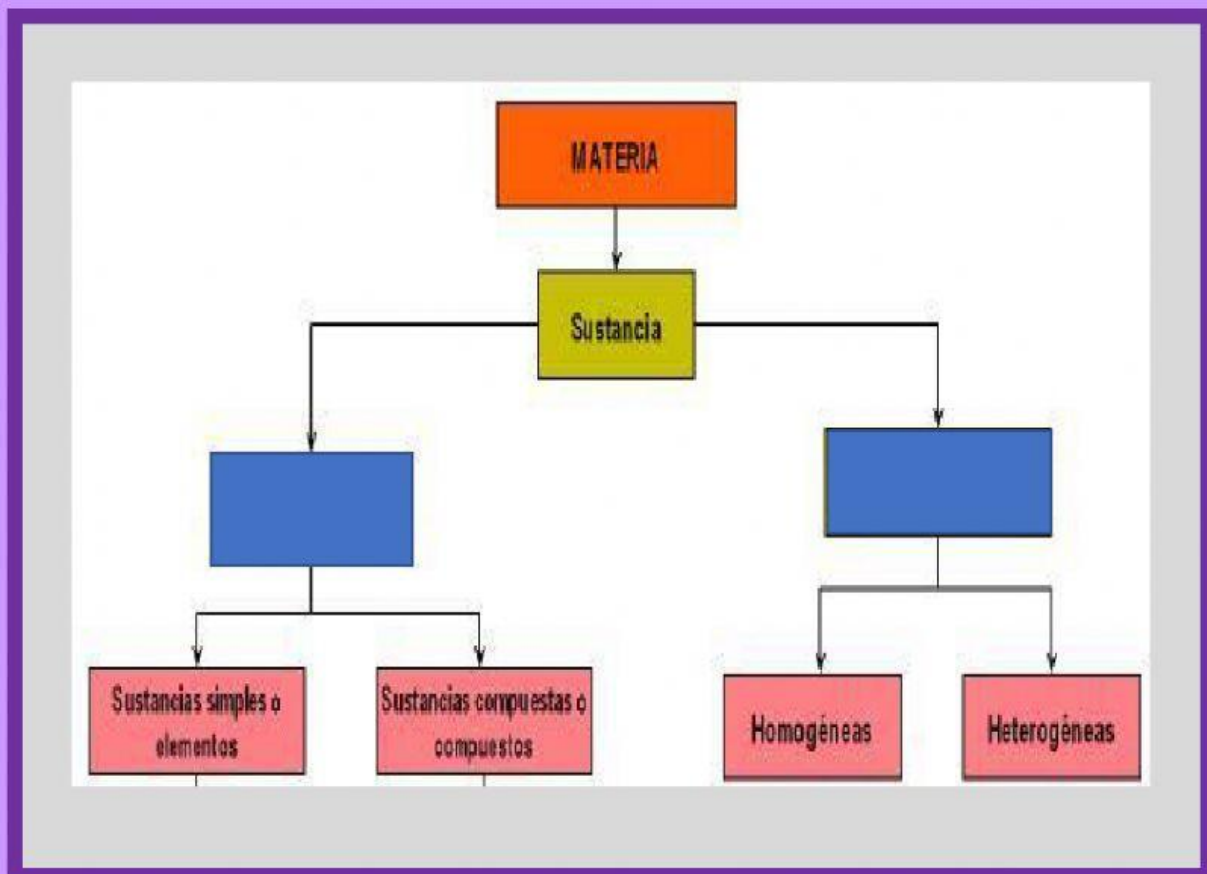 MATERIA
Sustancia
Sustancias simples o
elementos
Sustancias compuestas o
compuestos
Homogéneas
Heterogéneas